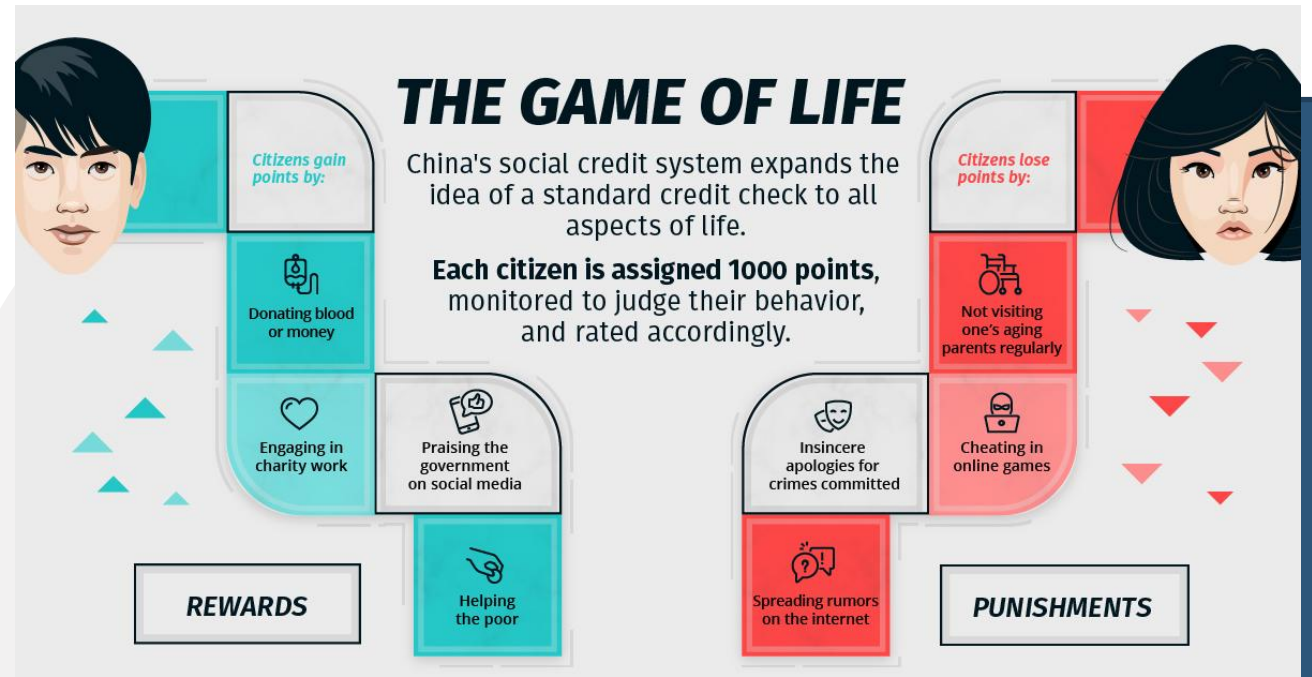 THE GAME OF LIFE
China's social credit system expands the
idea of a standard credit check to all
aspects of life.
Each citizen is assigned 1000 points,
monitored to judge their behavior,
and rated accordingly.
Citizens gain
points by:
Donating blood
or money
Engaging in
charity work
Praising the
government
on social media
Helping
the poor
REWARDS
Citizens lose
points by:
Not visiting
one's aging
parents regularly
Cheating in
online games
Insincere
apologies for
crimes committed
Spreading rumors
on the internet
PUNISHMENTS